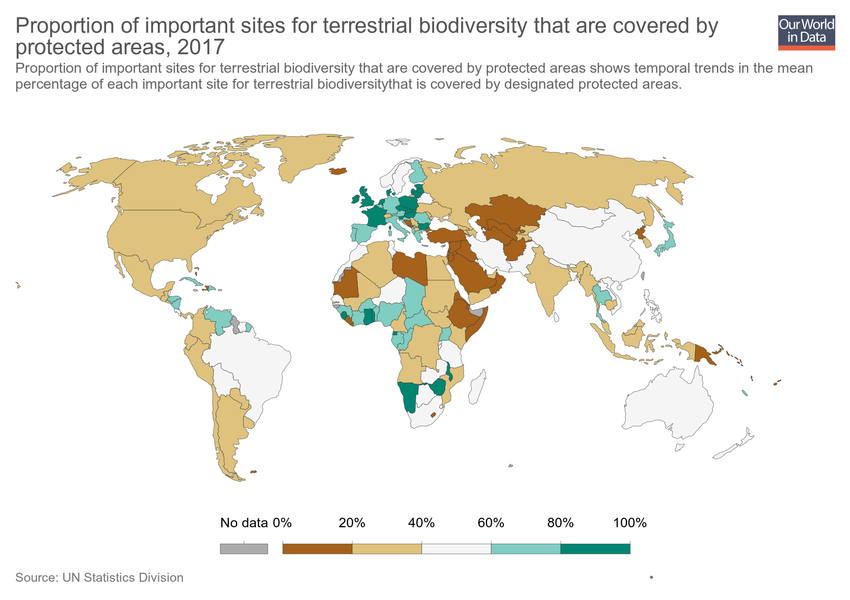 Proportion of important sites for terrestrial biodiversity that are covered by
protected areas, 2017
Our World
in Data
Proportion of important sites for terrestrial biodiversity that are covered by protected areas shows temporal trends in the mean
percentage of each important site for terrestrial biodiversitythat is covered by designated protected areas.
No data 0% 20% 40% 60% 80% 100%
Source: UN Statistics Division